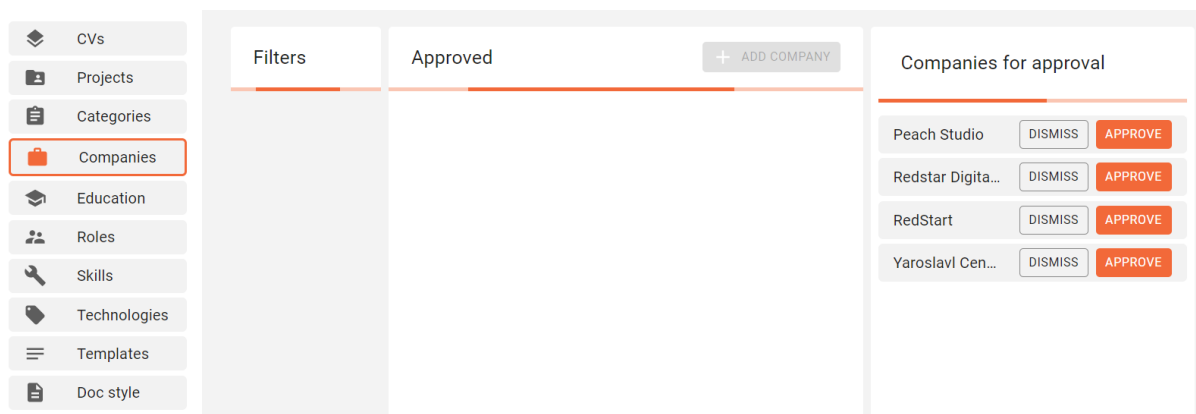 CVs
Projects
Categories
Companies
Education
Roles
Skills
Technologies
Templates
Doc style
Filters
Approved
ADD COMPANY
Companies for approval
Peach Studio DISMISS APPROVE
Redstar Digita... DISMISS APPROVE
RedStart DISMISS APPROVE
Yaroslavl Cen... DISMISS APPROVE